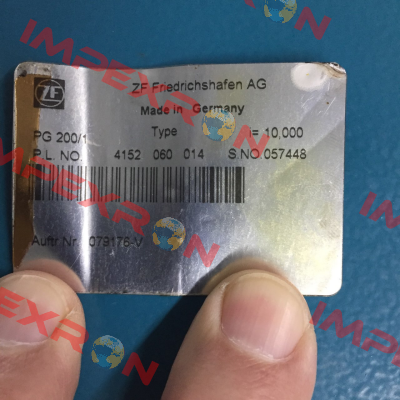 ZF
ZF Friedrichshafen AG
Made in Germany
PG 200/1 Type i= 10,000
P.L. NO. 4152 060 014 S.NO.057448
Auftr Nr. 079176-V
IMPEXRON
IMPEXRON
IMPEXRON
IMPEXRON